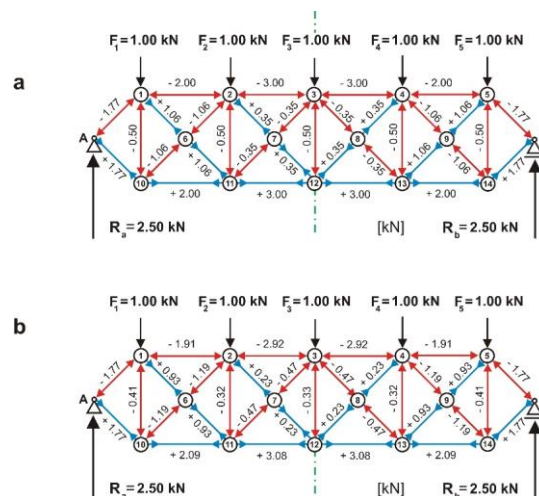 F₁=1.00 kN F₂=1.00 kN F₃=1.00 kN F₄=1.00 kN F₅=1.00 kN
a
- 2.00 - 3.00 - 3.00 - 2.00
1 2 3 4 5
- 1.77 + 1.06 - 1.06 + 0.35 - 0.35 - 0.35 + 0.35 - 1.06 + 1.06 - 1.77
A - 0.50 6 - 0.50 7 - 0.50 8 - 0.50 9 - 0.50
+ 1.77 - 1.06 + 1.06 - 0.35 + 0.35 + 0.35 - 0.35 + 1.06 - 1.06 + 1.77
10 11 12 13 14
+ 2.00 + 3.00 + 3.00 + 2.00
Rₐ= 2.50 kN [kN] R_b= 2.50 kN
F₁=1.00 kN F₂=1.00 kN F₃=1.00 kN F₄=1.00 kN F₅=1.00 kN
b
- 1.91 - 2.92 - 2.92 - 1.91
1 2 3 4 5
- 1.77 + 0.93 - 1.19 + 0.23 - 0.47 - 0.47 + 0.23 - 1.19 + 0.93 - 1.77
A - 0.41 6 - 0.32 7 - 0.33 8 - 0.32 9 - 0.41
+ 1.77 - 1.19 + 0.93 - 0.47 + 0.23 + 0.23 - 0.47 + 0.93 - 1.19 + 1.77
10 11 12 13 14
+ 2.09 + 3.08 + 3.08 + 2.09
= 2.50 kN [kN] R_b= 2.50 kN